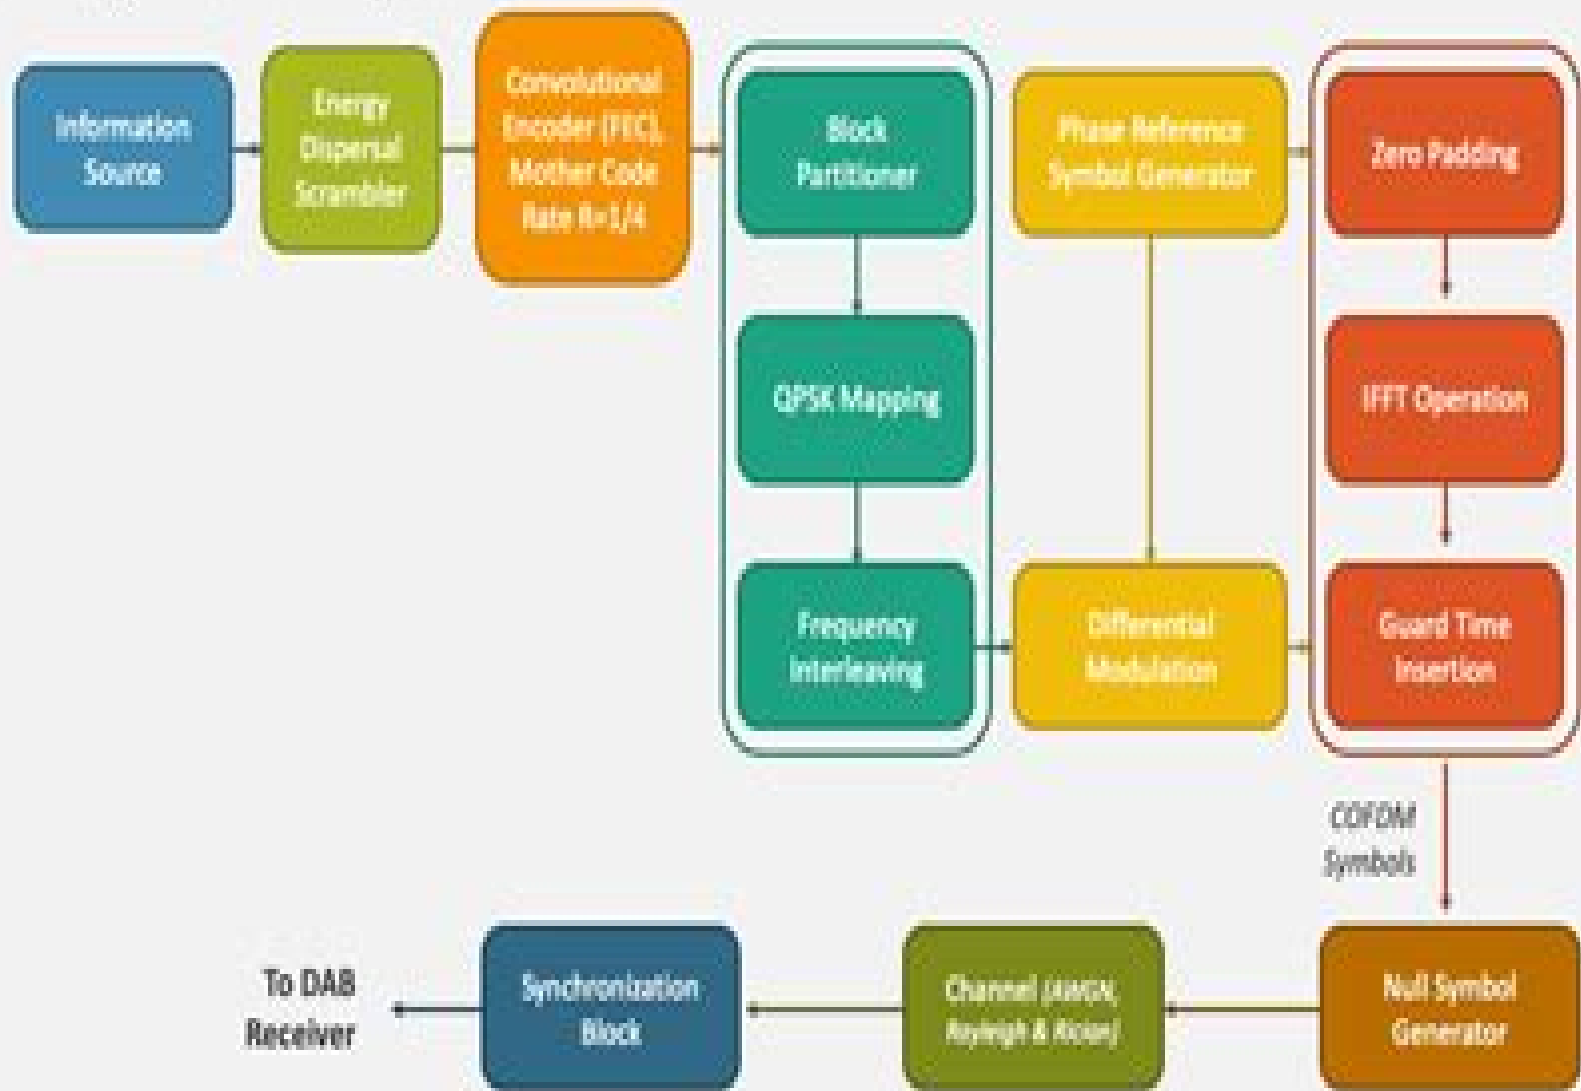 Information
Source
Energy
Dispersal
Scrambler
Convolutional
Encoder (FEC),
Mother Code
Rate R=1/4
Block
Partitioner
Phase Reference
Symbol Generator
Zero Padding
QPSK Mapping
IFFT Operation
Frequency
Interleaving
Differential
Modulation
Guard Time
Insertion
COFDM
Symbols
To DAB
Receiver
Synchronization
Block
Channel (AWGN,
Rayleigh & Rician)
Null Symbol
Generator